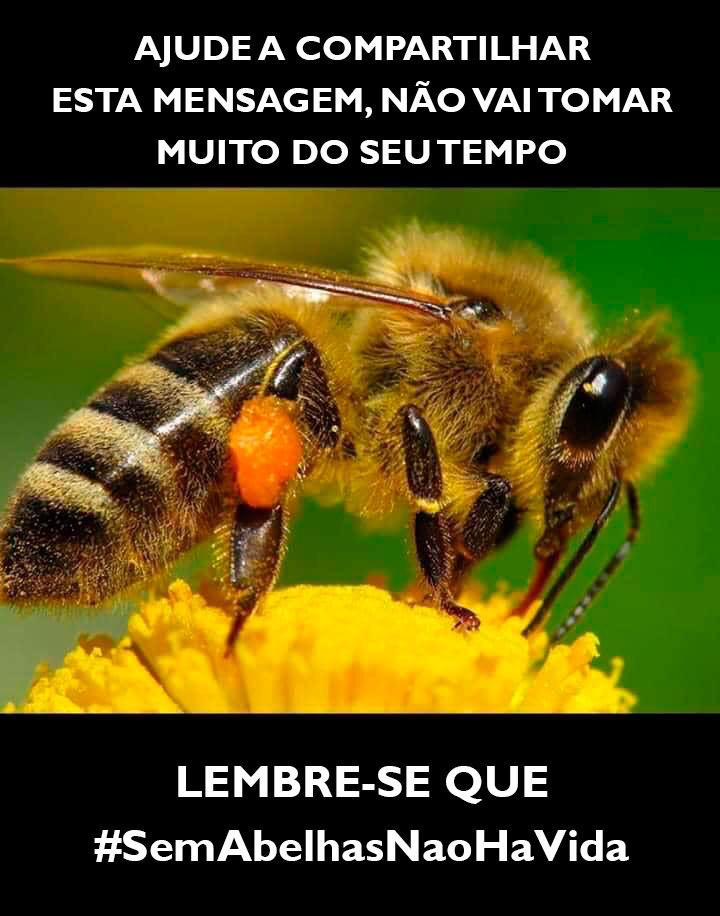 AJUDE A COMPARTILHAR
ESTA MENSAGEM, NÃO VAI TOMAR
MUITO DO SEU TEMPO
LEMBRE-SE QUE
#SemAbelhasNaoHaVida